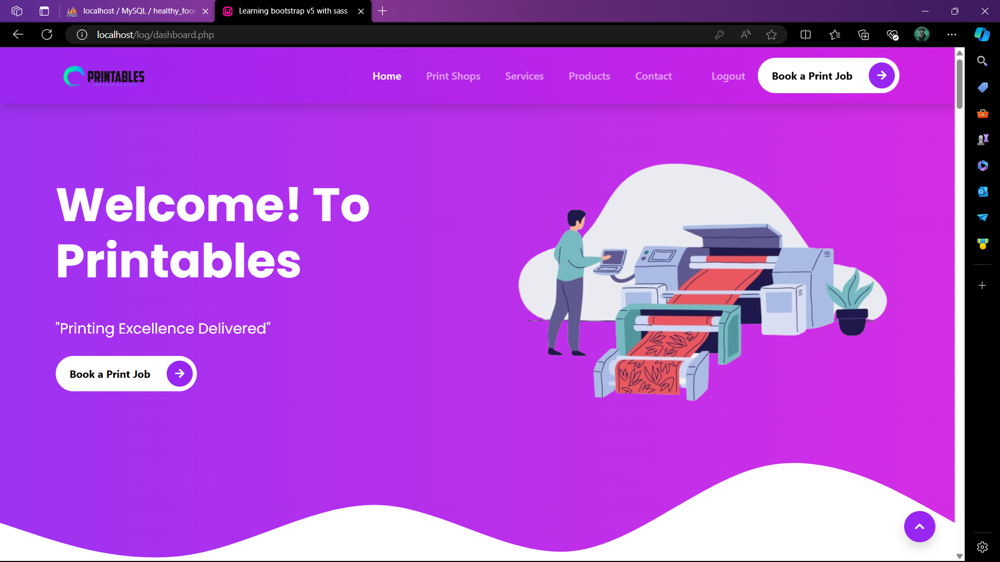 localhost / MySQL / healthy_food
Learning bootstrap v5 with sass
localhost/log/dashboard.php
PRINTABLES
Home
Print Shops
Services
Products
Contact
Logout
Book a Print Job
Welcome! To
Printables
"Printing Excellence Delivered"
Book a Print Job